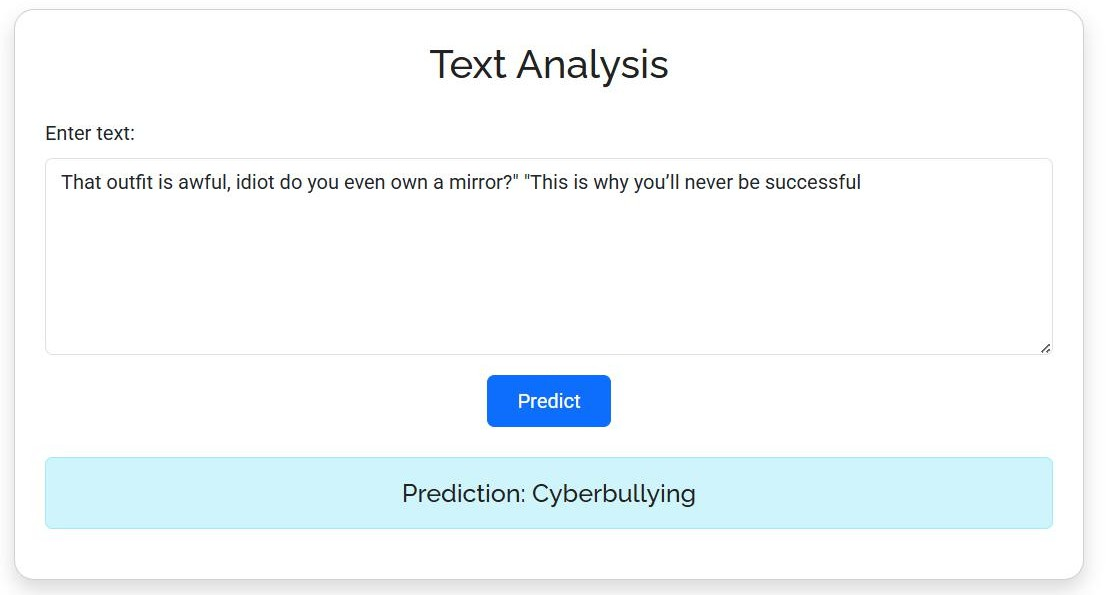 Text Analysis
Enter text:
That outfit is awful, idiot do you even own a mirror?" "This is why you’ll never be successful
Predict
Prediction: Cyberbullying